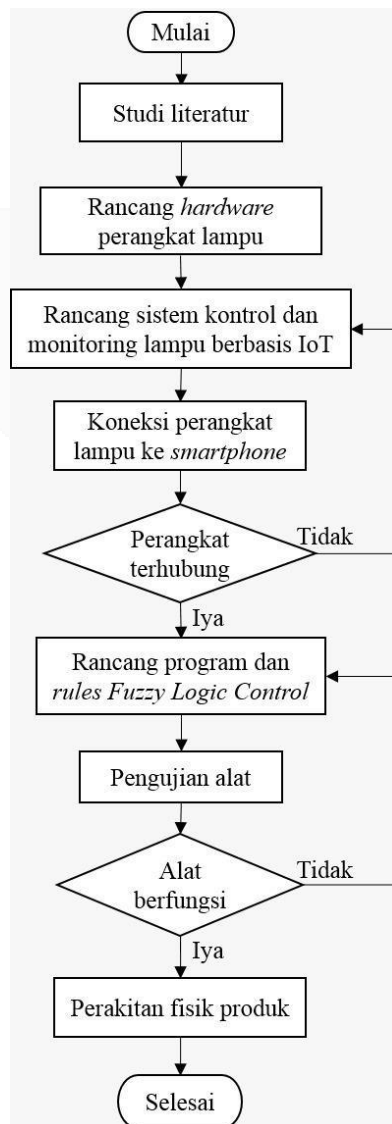 Mulai
Studi literatur
Rancang hardware
perangkat lampu
Rancang sistem kontrol dan
monitoring lampu berbasis IoT
Koneksi perangkat
lampu ke smartphone
Perangkat
terhubung
Tidak
Iya
Rancang program dan
rules Fuzzy Logic Control
Pengujian alat
Alat
berfungsi
Tidak
Iya
Perakitan fisik produk
Selesai